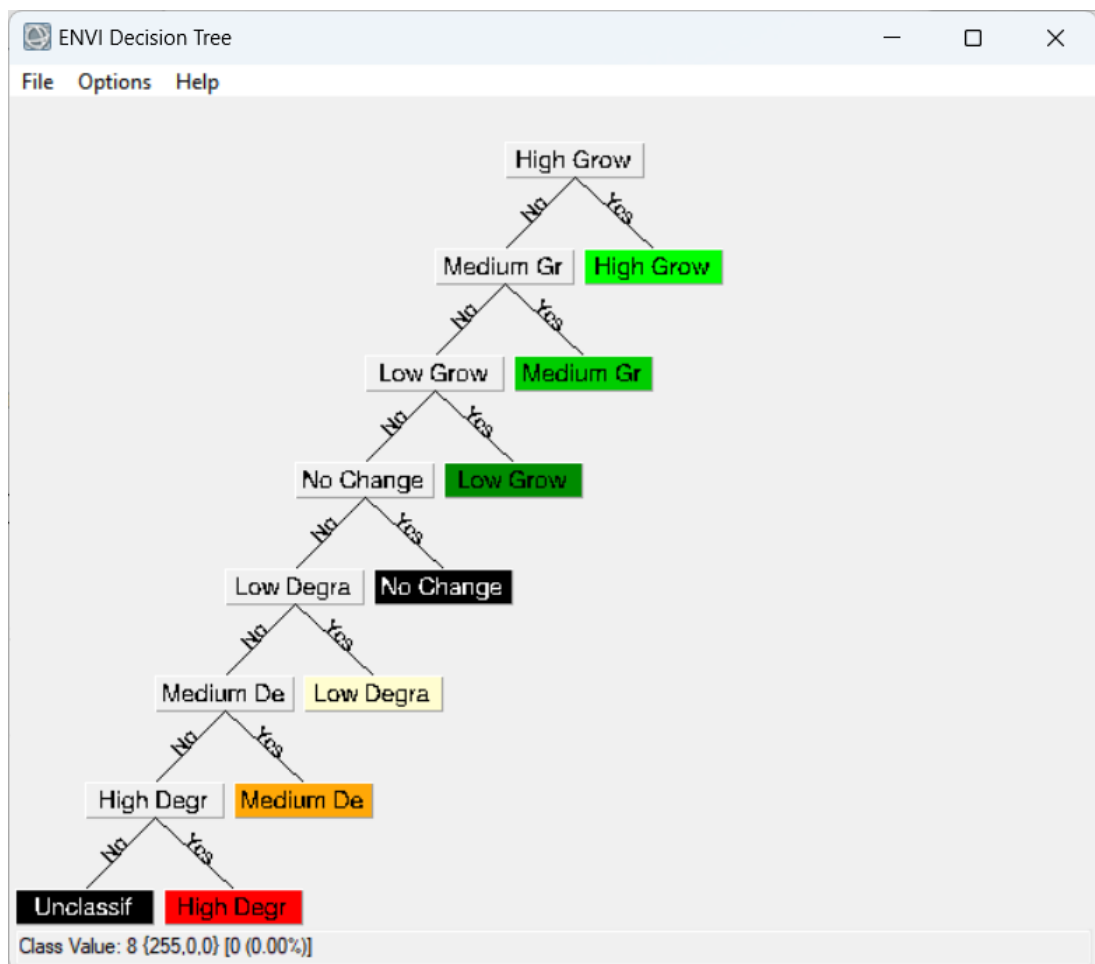 ENVI Decision Tree
File Options Help
High Grow
No Yes
Medium Gr High Grow
No Yes
Low Grow Medium Gr
No Yes
No Change Low Grow
No Yes
Low Degra No Change
No Yes
Medium De Low Degra
No Yes
High Degr Medium De
No Yes
Unclassif High Degr
Class Value: 8 {255,0,0} [0 (0.00%)]